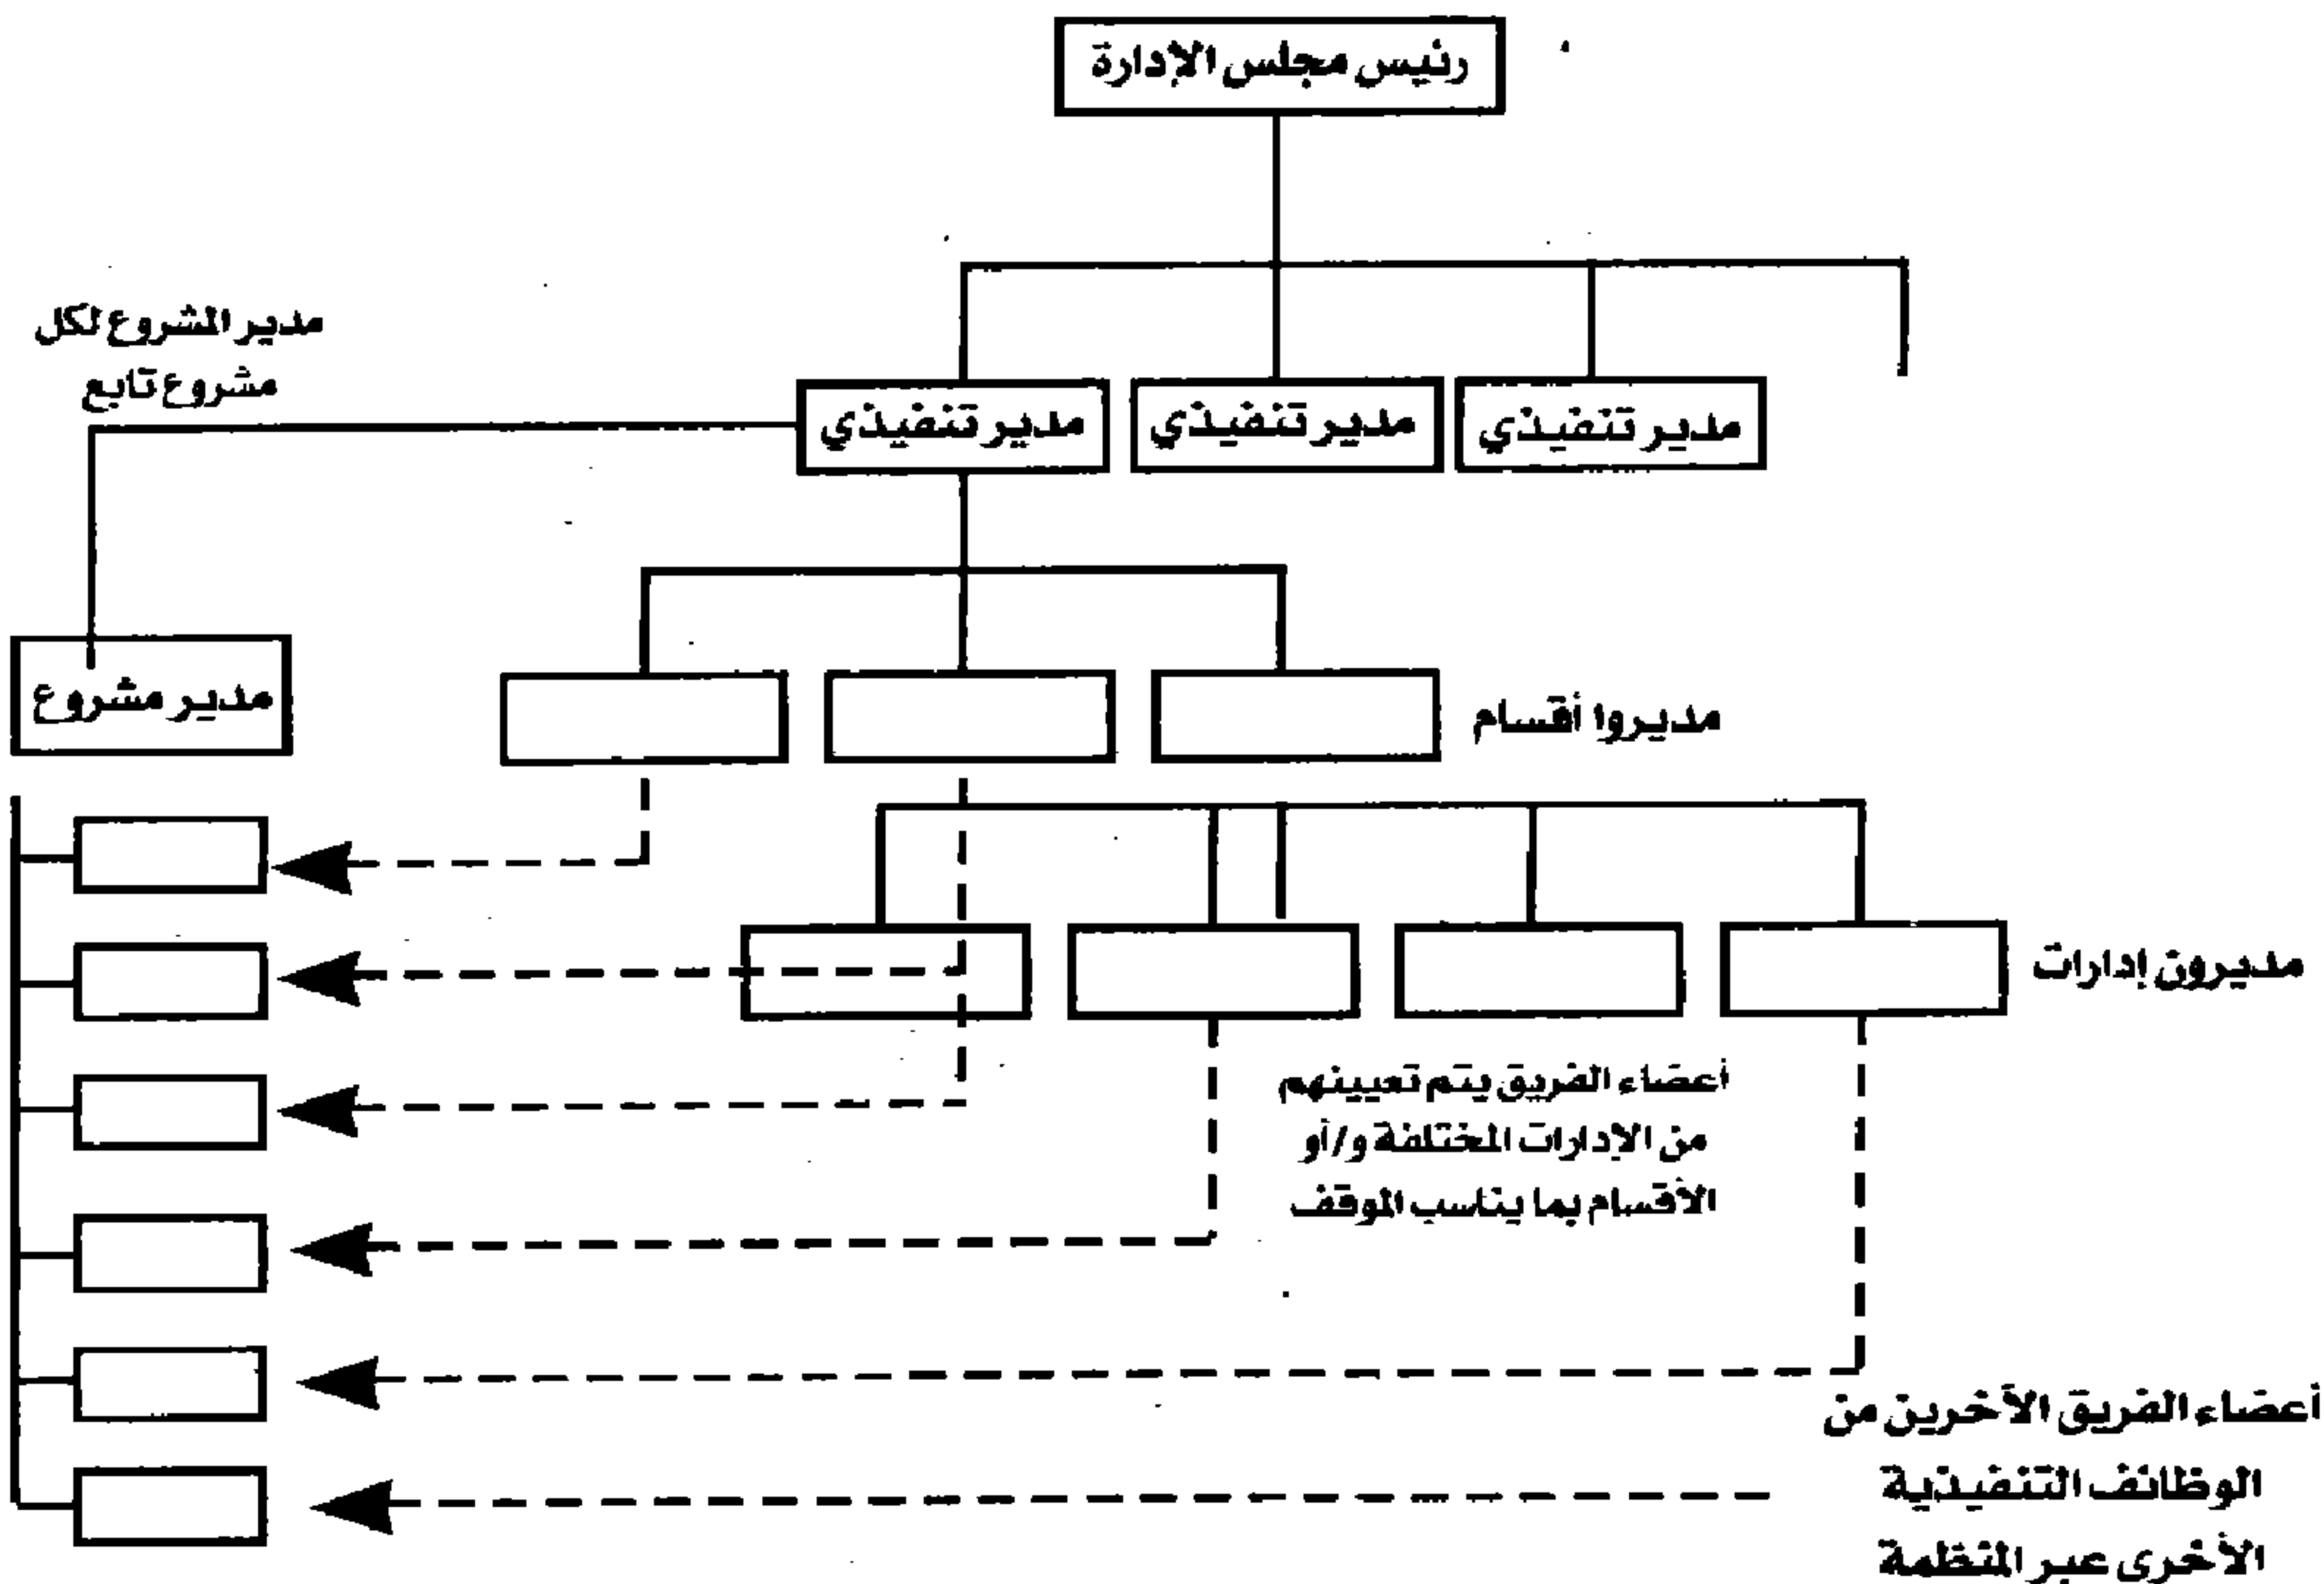 رئيس مجلس الإدارة
مدير المشروع لكل
مشروع تابع
مدير تنفيذي
مدير تنفيذي
مدير تنفيذي
مدير مشروع
مديروا أقسام
مديرون إدارات
أعضاء الفريق يتم تعيينهم
من الإدارات المختلفة و/أو
الأقسام بما يناسب الموقف
أعضاء الفريق الآخرين من
الوظائف التنفيذية
الأخرى عبر المنظمة